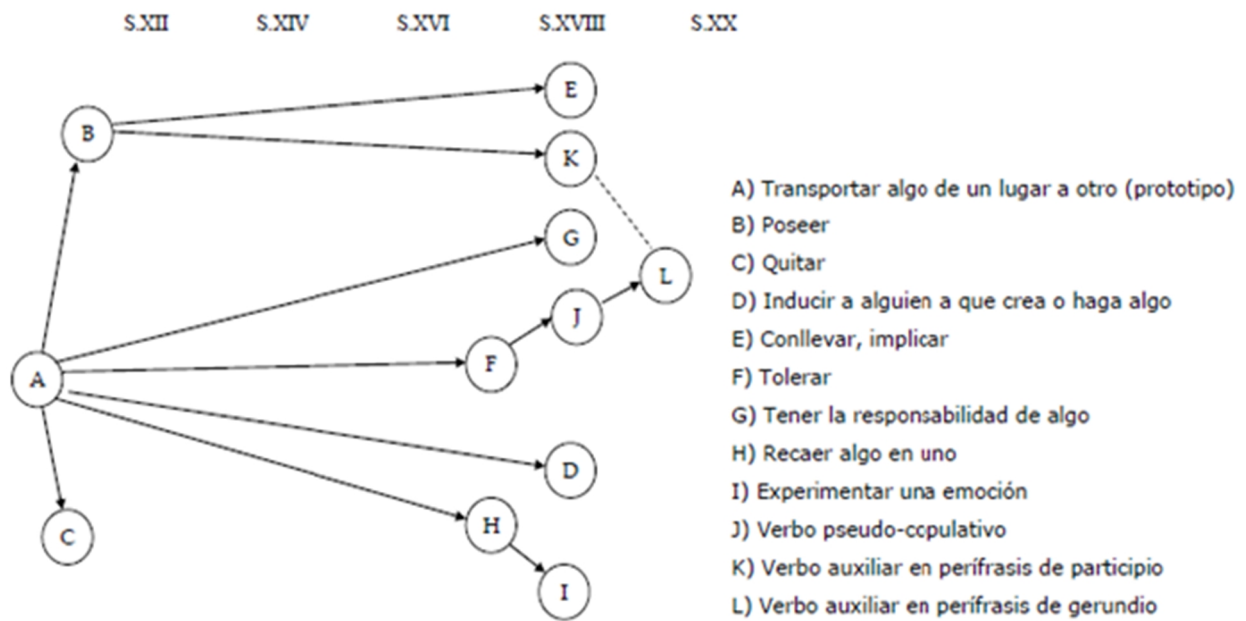 S.XII S.XIV S.XVI S.XVIII S.XX
E
B
K
A) Transportar algo de un lugar a otro (prototipo)
B) Poseer
G
C) Quitar
L
D) Inducir a alguien a que crea o haga algo
J
E) Conllevar, implicar
F
A
F) Tolerar
G) Tener la responsabilidad de algo
H) Recaer algo en uno
D
I) Experimentar una emoción
H
C
J) Verbo pseudo-copulativo
K) Verbo auxiliar en perífrasis de participio
I
L) Verbo auxiliar en perífrasis de gerundio